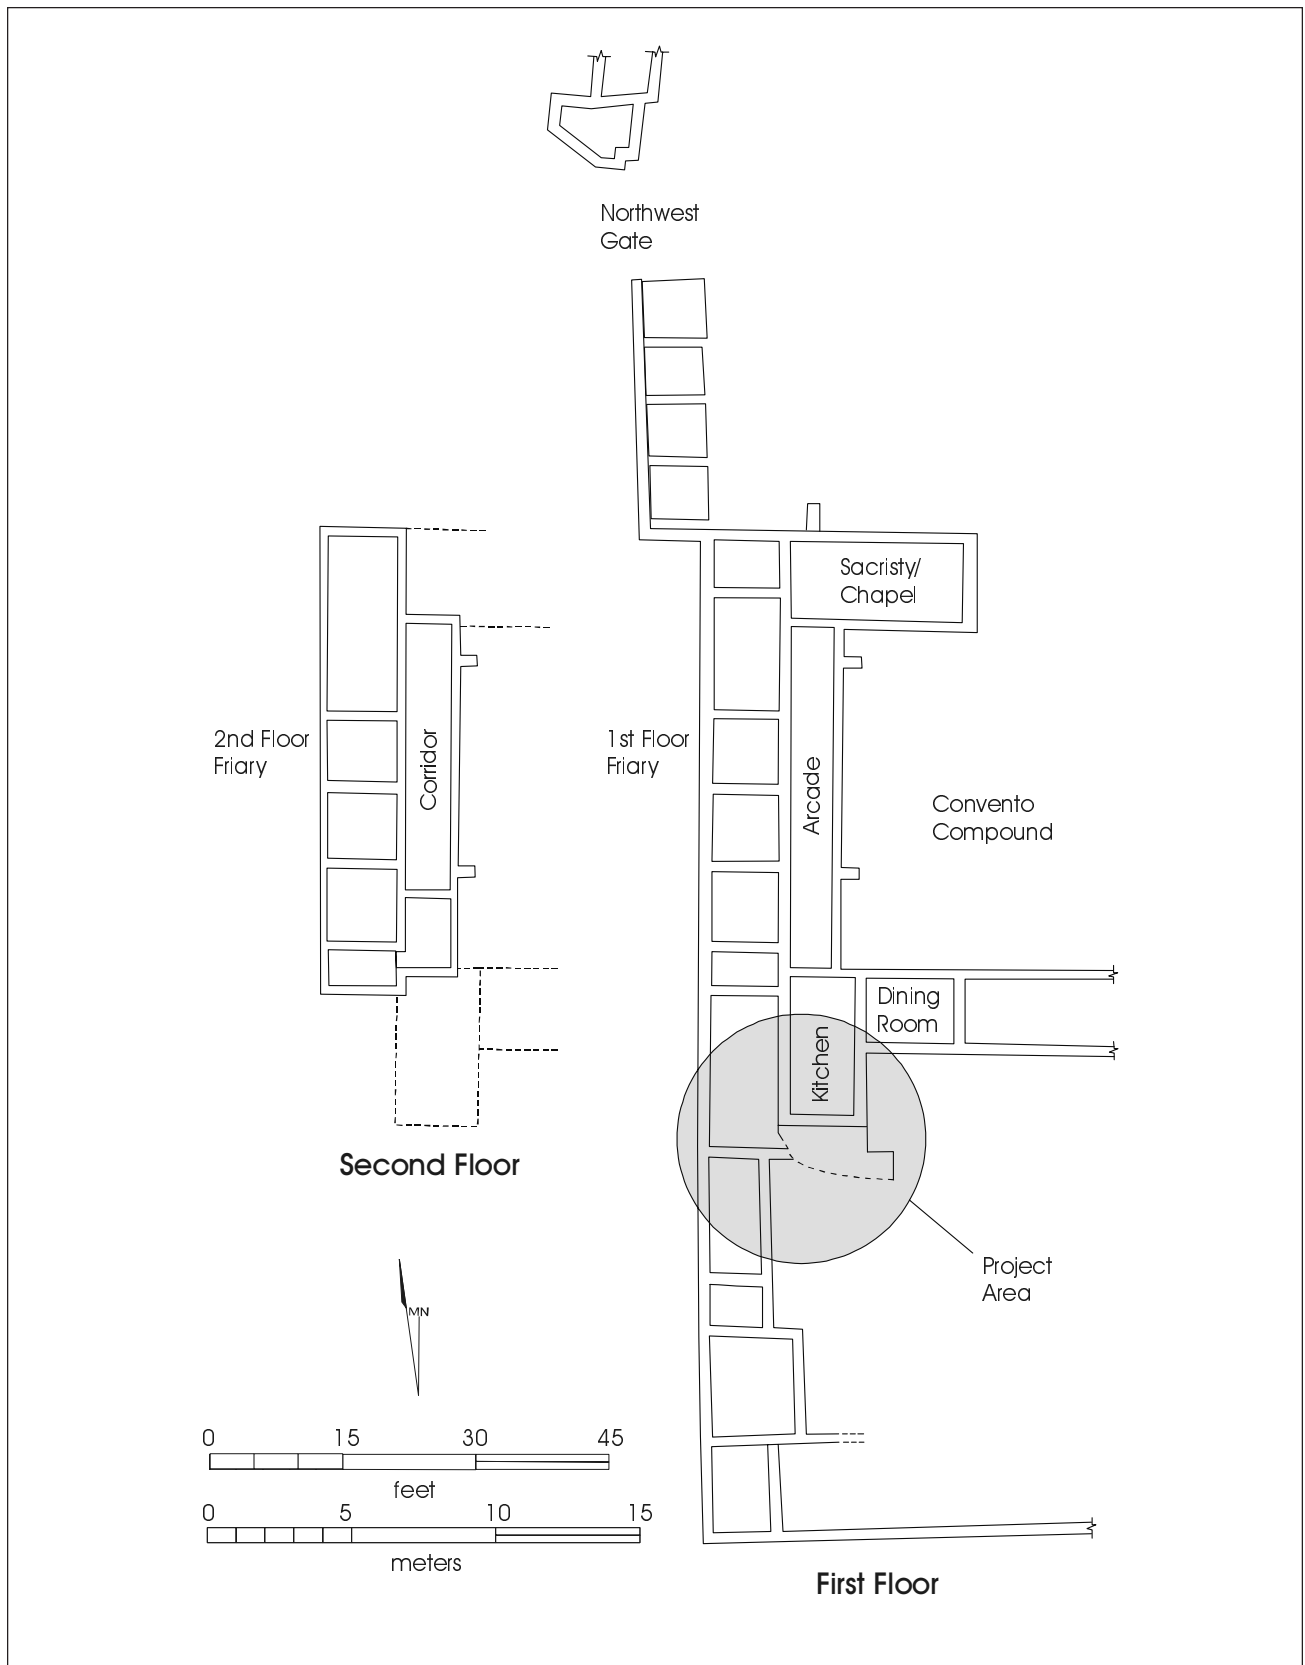 Northwest
Gate
Sacristy/
Chapel
2nd Floor
Friary
Corridor
1st Floor
Friary
Arcade
Convento
Compound
Dining
Room
Kitchen
Second Floor
Project
Area
MN
0 15 30 45
feet
0 5 10 15
meters
First Floor